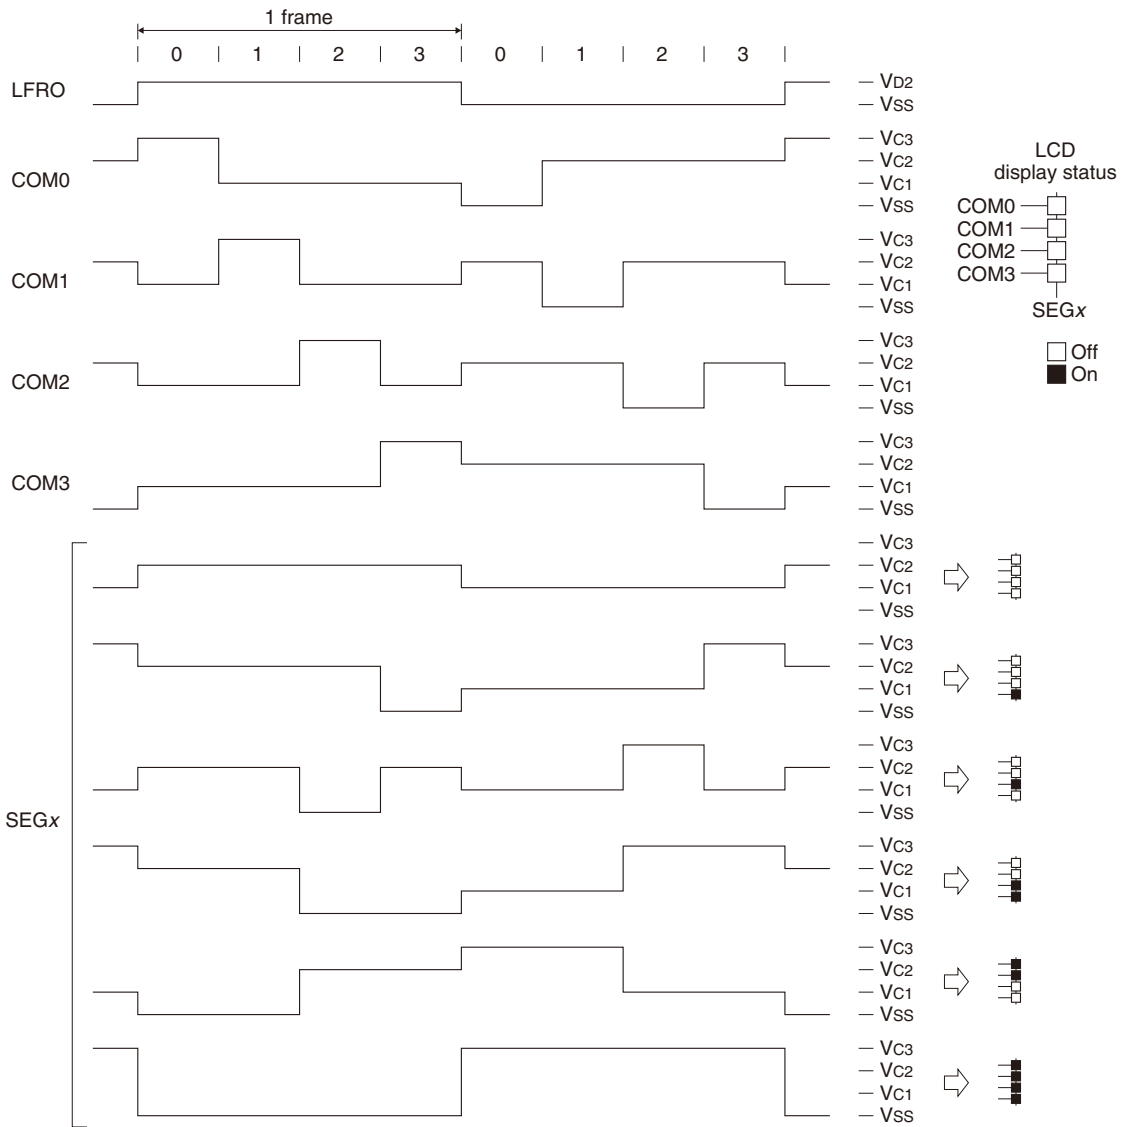 1 frame
0 1 2 3 0 1 2 3
LFRO
VD2
VSS
COM0
VC3
VC2
VC1
VSS
LCD
display status
COM0
COM1
COM2
COM3
SEGx
Off
On
COM1
VC3
VC2
VC1
VSS
COM2
VC3
VC2
VC1
VSS
COM3
VC3
VC2
VC1
VSS
SEGx
VC3
VC2
VC1
VSS
VC3
VC2
VC1
VSS
VC3
VC2
VC1
VSS
VC3
VC2
VC1
VSS
VC3
VC2
VC1
VSS
VC3
VC2
VC1
VSS